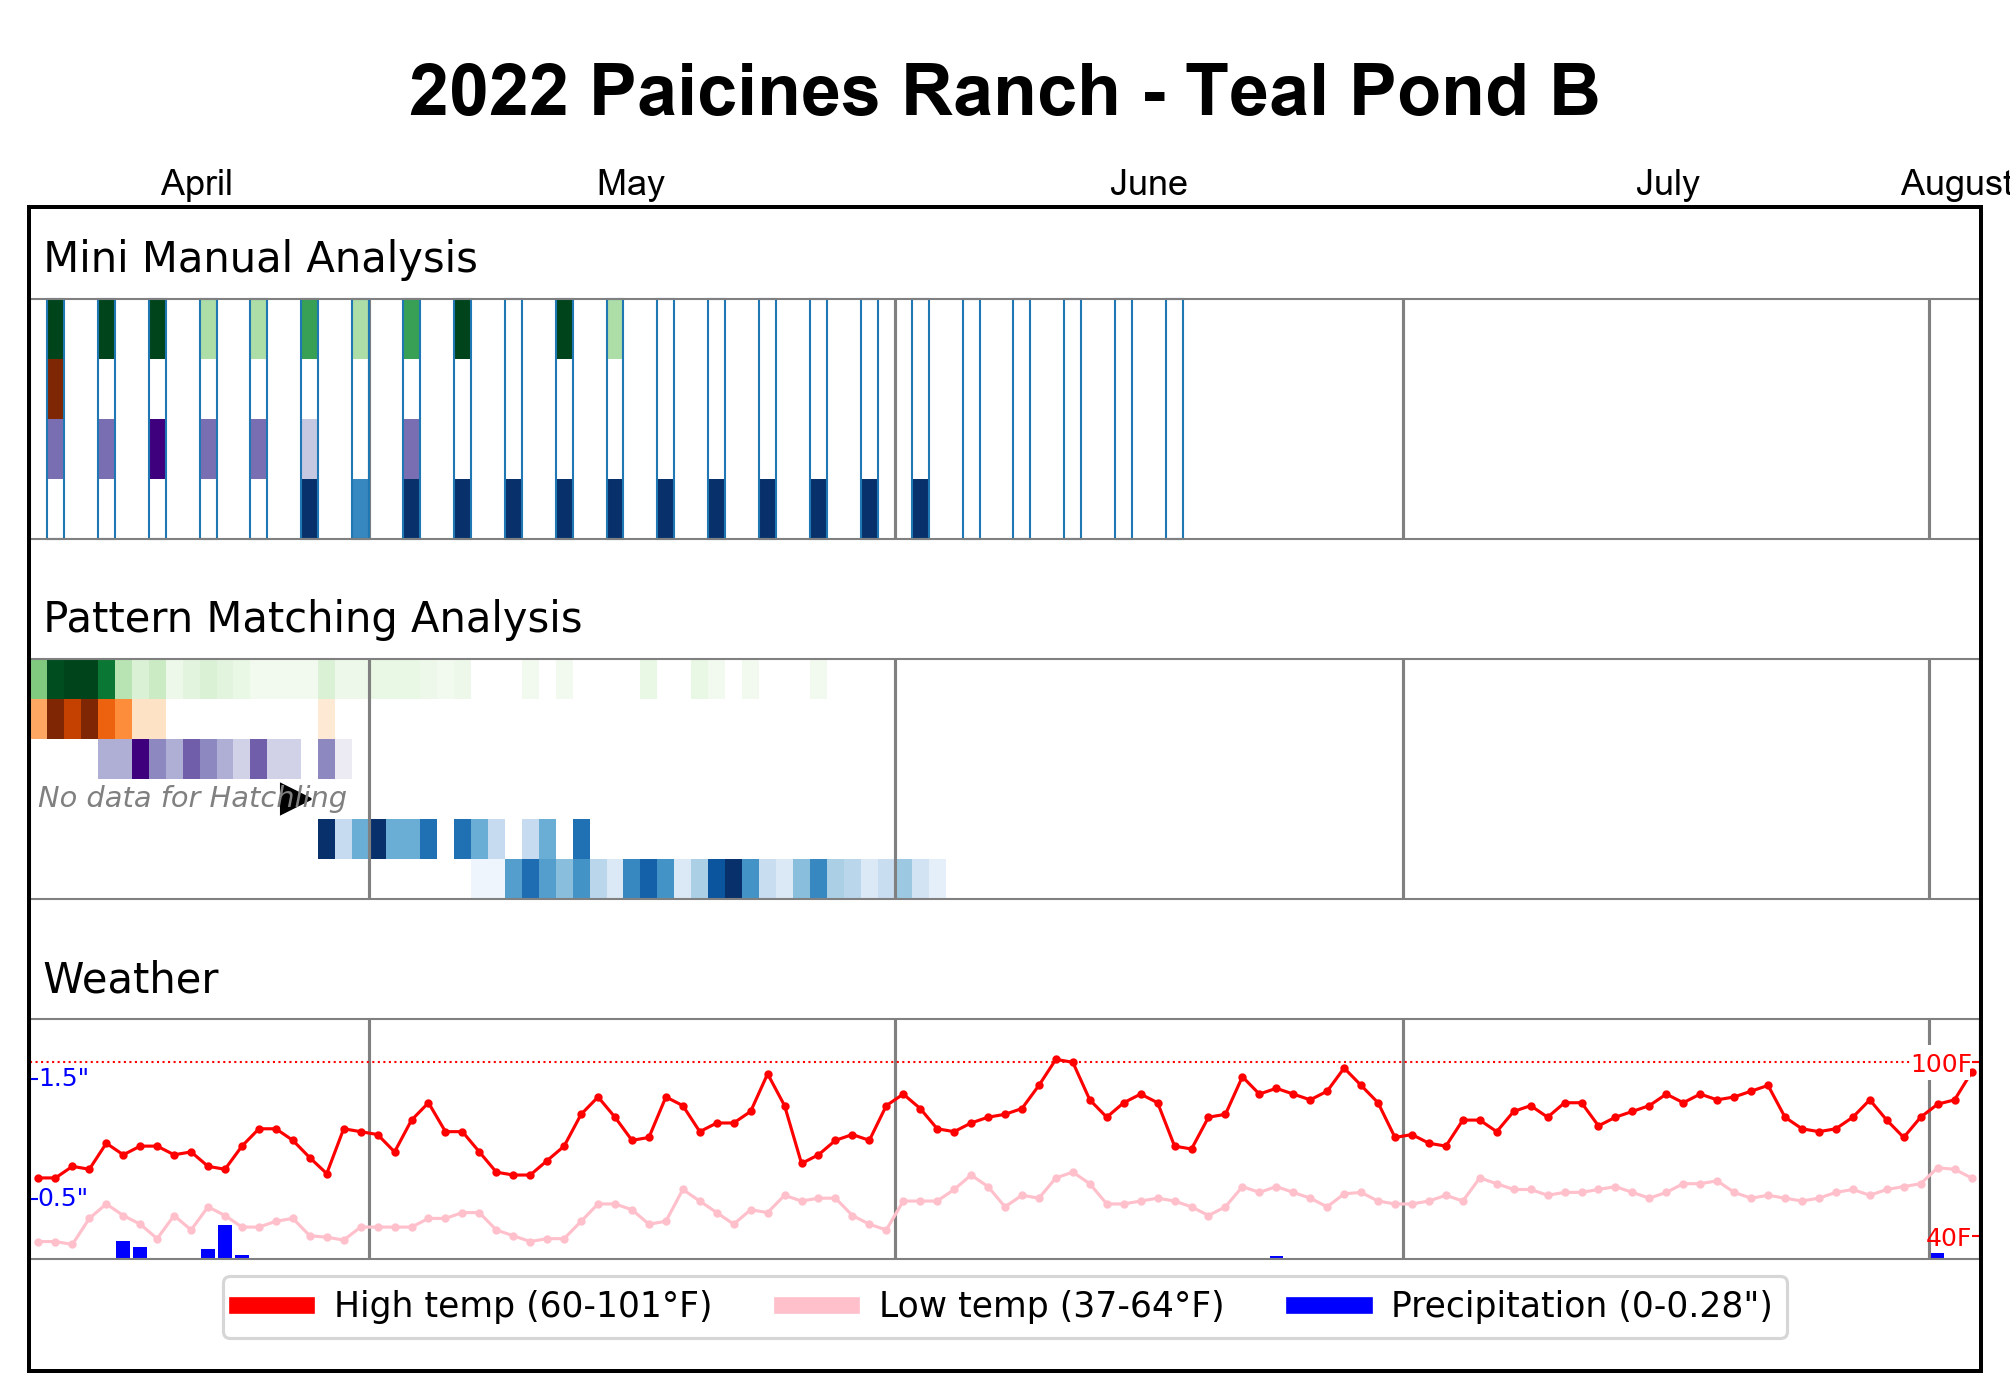 2022 Paicines Ranch - Teal Pond B
April May June July August
Mini Manual Analysis
Pattern Matching Analysis
No data for Hatchling
Weather
100F
1.5"
0.5"
40F
High temp (60-101°F) Low temp (37-64°F) Precipitation (0-0.28")